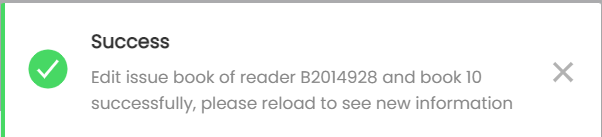 Success
Edit issue book of reader B2014928 and book 10
successfully, please reload to see new information